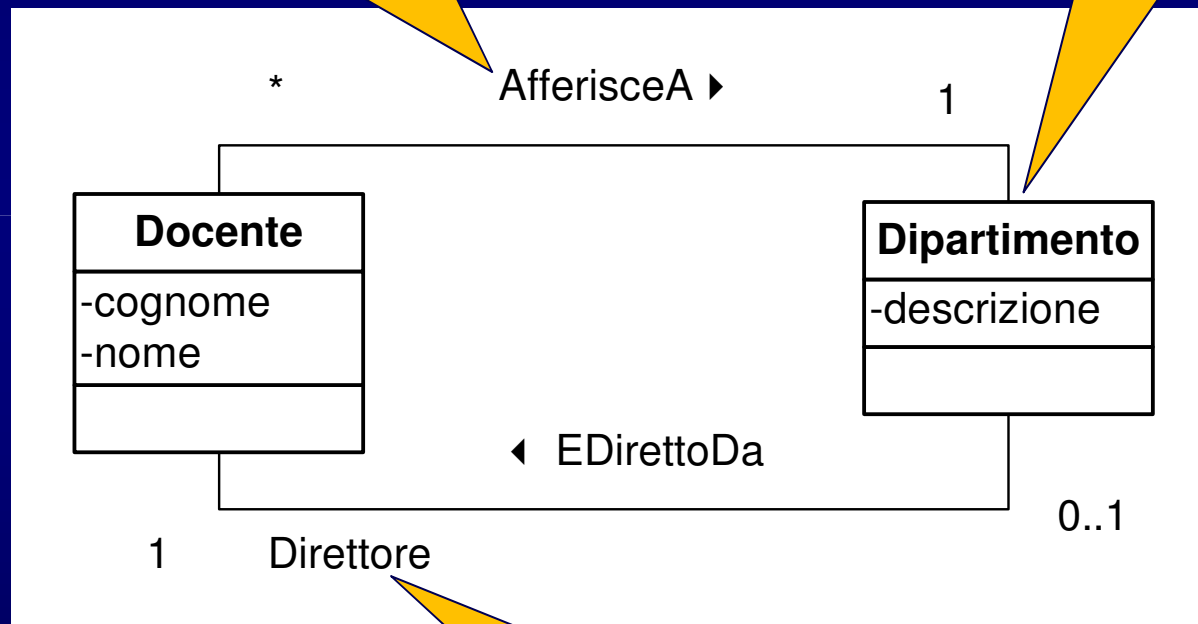 * AfferisceA ▸ 1
Docente
-cognome
-nome
Dipartimento
-descrizione
◂ EDirettoDa
0..1
1 Direttore